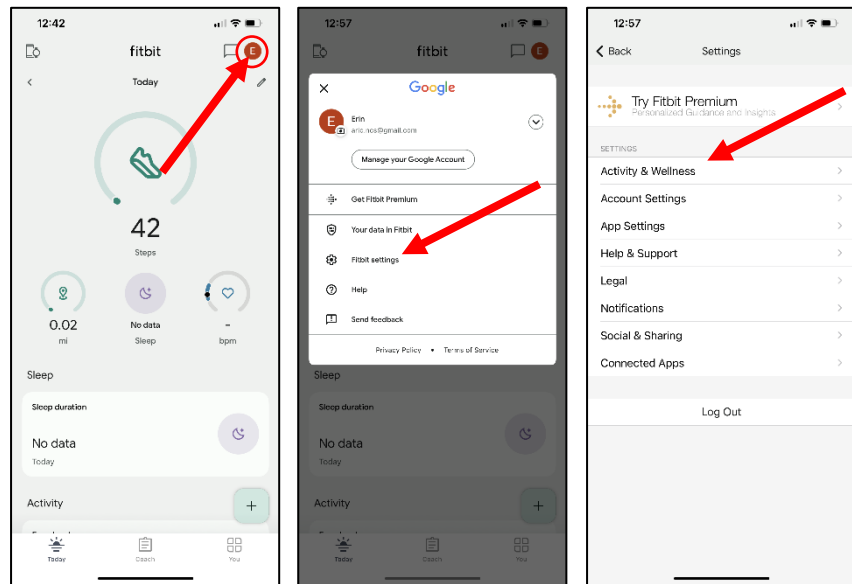 12:42
fitbit
E
Today
42
Steps
0.02
mi
No data
Sleep
-
bpm
Sleep
Sleep duration
No data
Today
Activity
+
Today
Coach
You
12:57
fitbit
Google
E
Erin
Manage your Google Account
Get Fitbit Premium
Your data in Fitbit
Fitbit settings
Help
Send feedback
Privacy Policy • Terms of Service
Sleep
Sleep duration
No data
Today
Activity
+
Today
Coach
You
12:57
Back
Settings
Try Fitbit Premium
Personalized Guidance and Insights
SETTINGS
Activity & Wellness
Account Settings
App Settings
Help & Support
Legal
Notifications
Social & Sharing
Connected Apps
Log Out